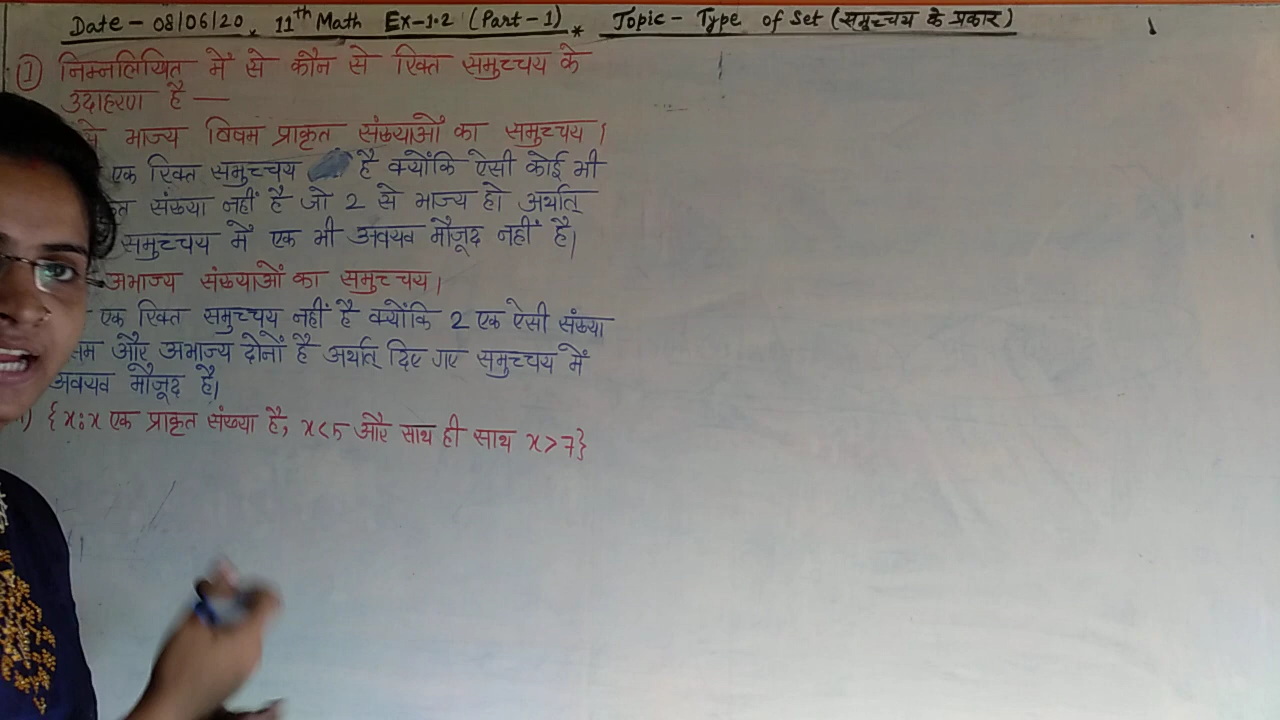 Date - 08/06/20 * 11th Math Ex-1.2 (Part-1) * Topic - Type of Set (समुच्चय के प्रकार)
① निम्नलिखित में से कौन से रिक्त समुच्चय के
उदाहरण है —
से भाज्य विषम प्राकृत संख्याओं का समुच्चय।
एक रिक्त समुच्चय है क्योंकि ऐसी कोई भी
संख्या नहीं है जो 2 से भाज्य हो अर्थात्
समुच्चय में एक भी अवयव मौजूद नहीं है।
अभाज्य संख्याओं का समुच्चय।
एक रिक्त समुच्चय नहीं है क्योंकि 2 एक ऐसी संख्या
सम और अभाज्य दोनों है अर्थात् दिए गए समुच्चय में
अवयव मौजूद है।
) {x:x एक प्राकृत संख्या है, x<5 और साथ ही साथ x>7}